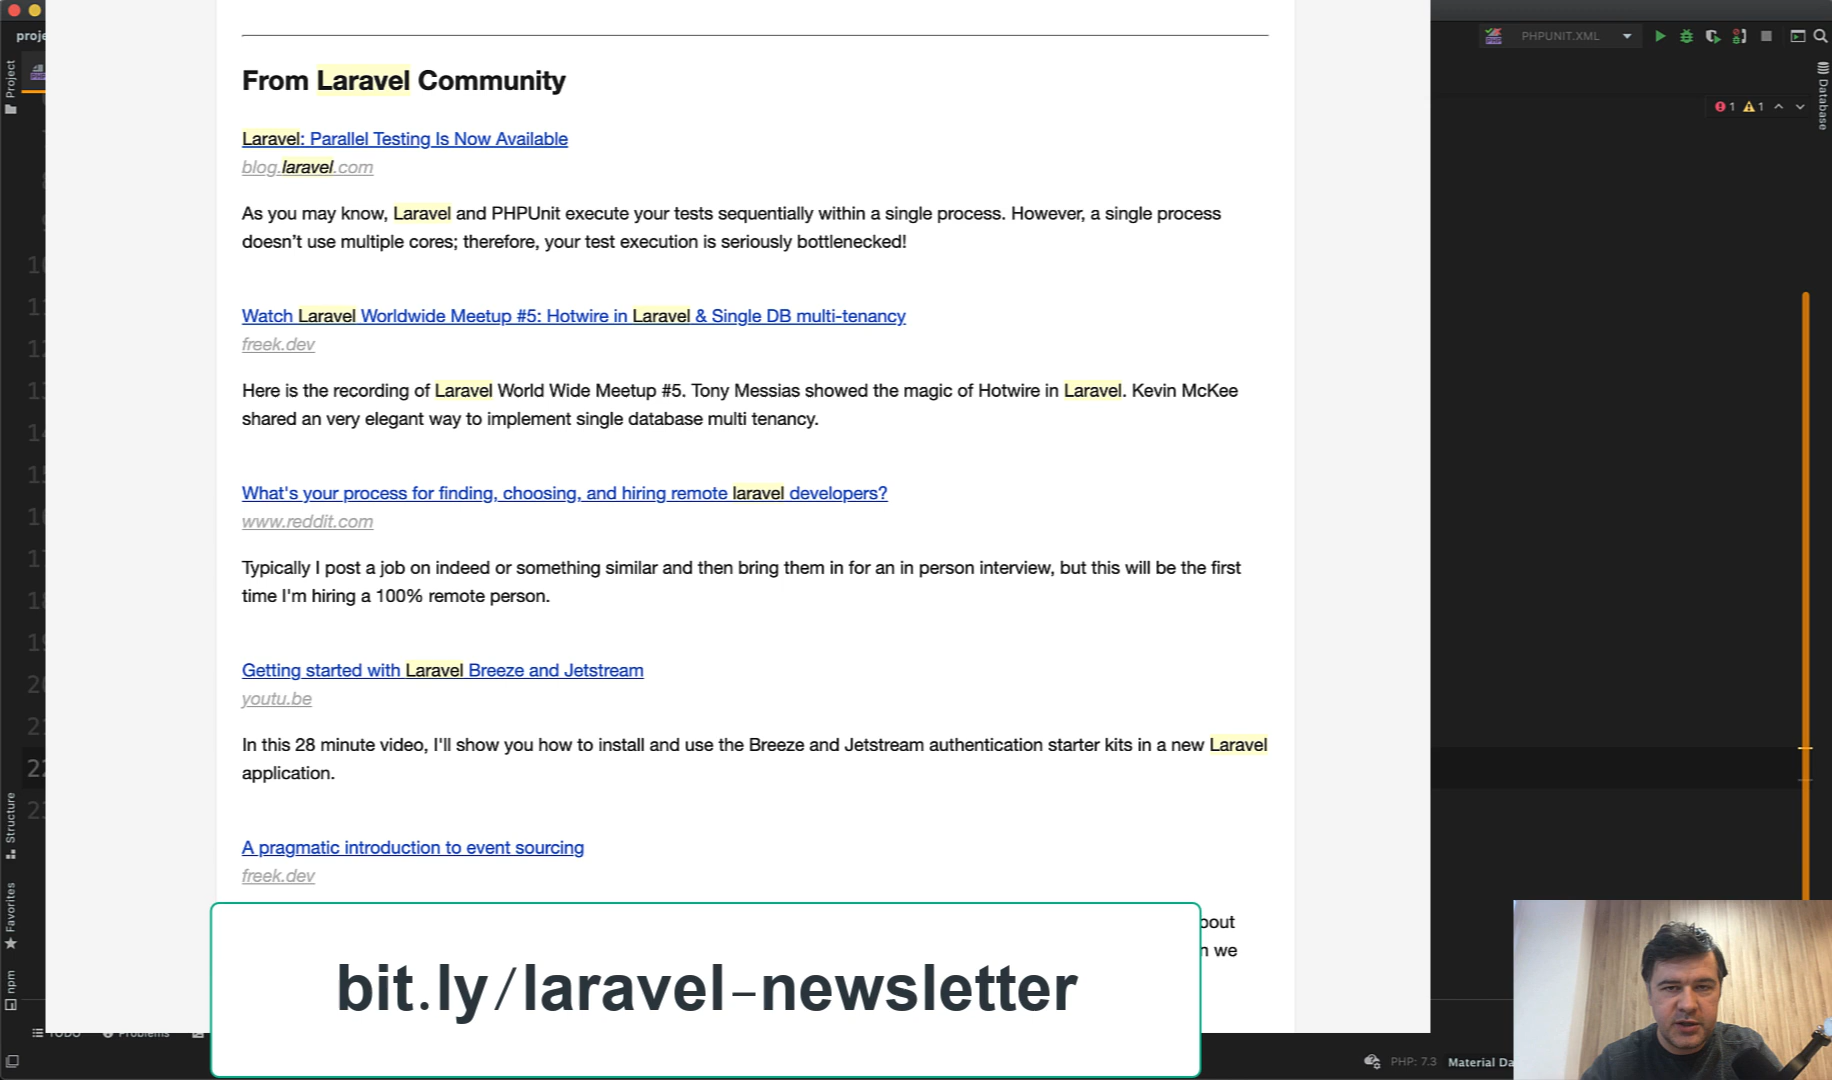 proje
PHPUNIT.XML
Project
Database
1 1
From Laravel Community
Laravel: Parallel Testing Is Now Available
blog.laravel.com
As you may know, Laravel and PHPUnit execute your tests sequentially within a single process. However, a single process
doesn't use multiple cores; therefore, your test execution is seriously bottlenecked!
Watch Laravel Worldwide Meetup #5: Hotwire in Laravel & Single DB multi-tenancy
freek.dev
Here is the recording of Laravel World Wide Meetup #5. Tony Messias showed the magic of Hotwire in Laravel. Kevin McKee
shared an very elegant way to implement single database multi tenancy.
What's your process for finding, choosing, and hiring remote laravel developers?
www.reddit.com
Typically I post a job on indeed or something similar and then bring them in for an in person interview, but this will be the first
time I'm hiring a 100% remote person.
Getting started with Laravel Breeze and Jetstream
youtu.be
In this 28 minute video, I'll show you how to install and use the Breeze and Jetstream authentication starter kits in a new Laravel
application.
A pragmatic introduction to event sourcing
freek.dev
bout
n we
bit.ly/laravel-newsletter
Structure
Favorites
npm
TODO Problems
PHP: 7.3 Material Da